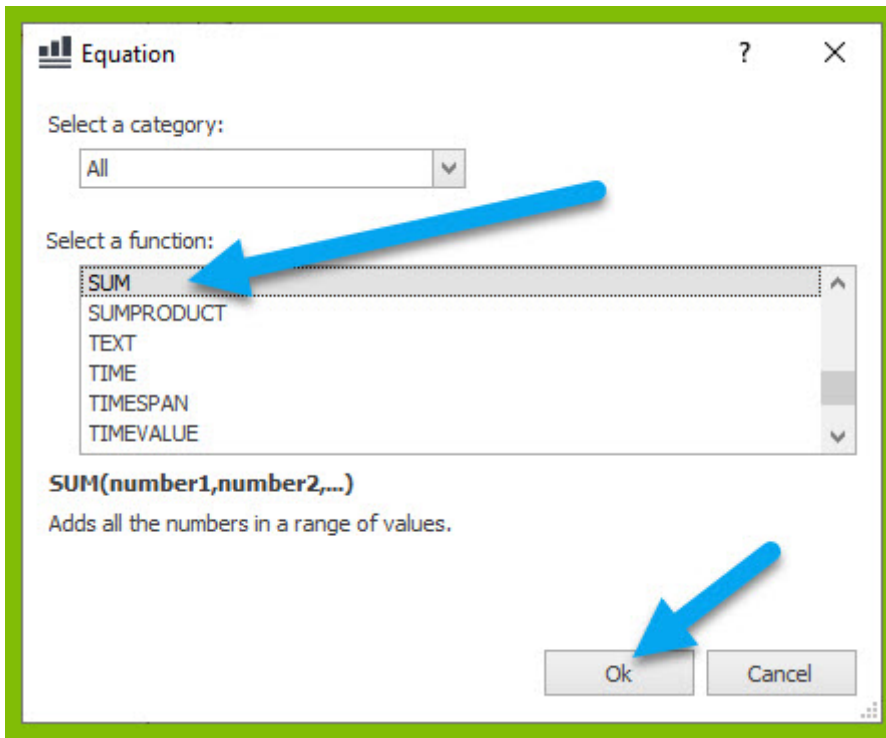 Equation
?
Select a category:
All
Select a function:
SUM
SUMPRODUCT
TEXT
TIME
TIMESPAN
TIMEVALUE
SUM(number1,number2,...)
Adds all the numbers in a range of values.
Ok Cancel